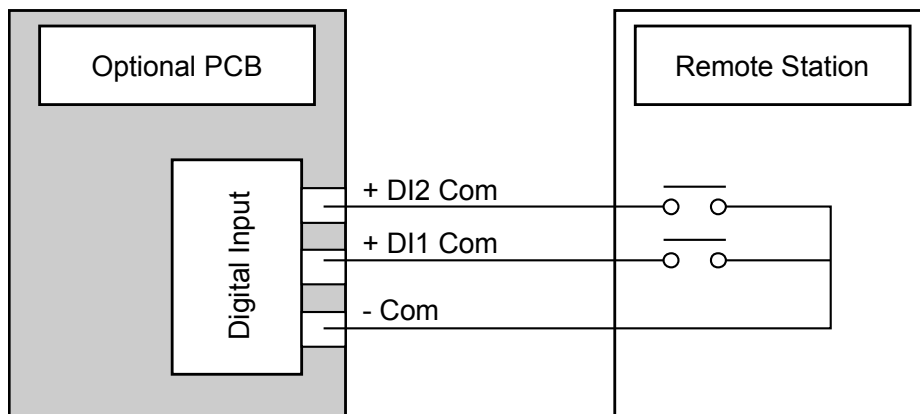 Optional PCB
Remote Station
Digital Input
+ DI2 Com
+ DI1 Com
- Com